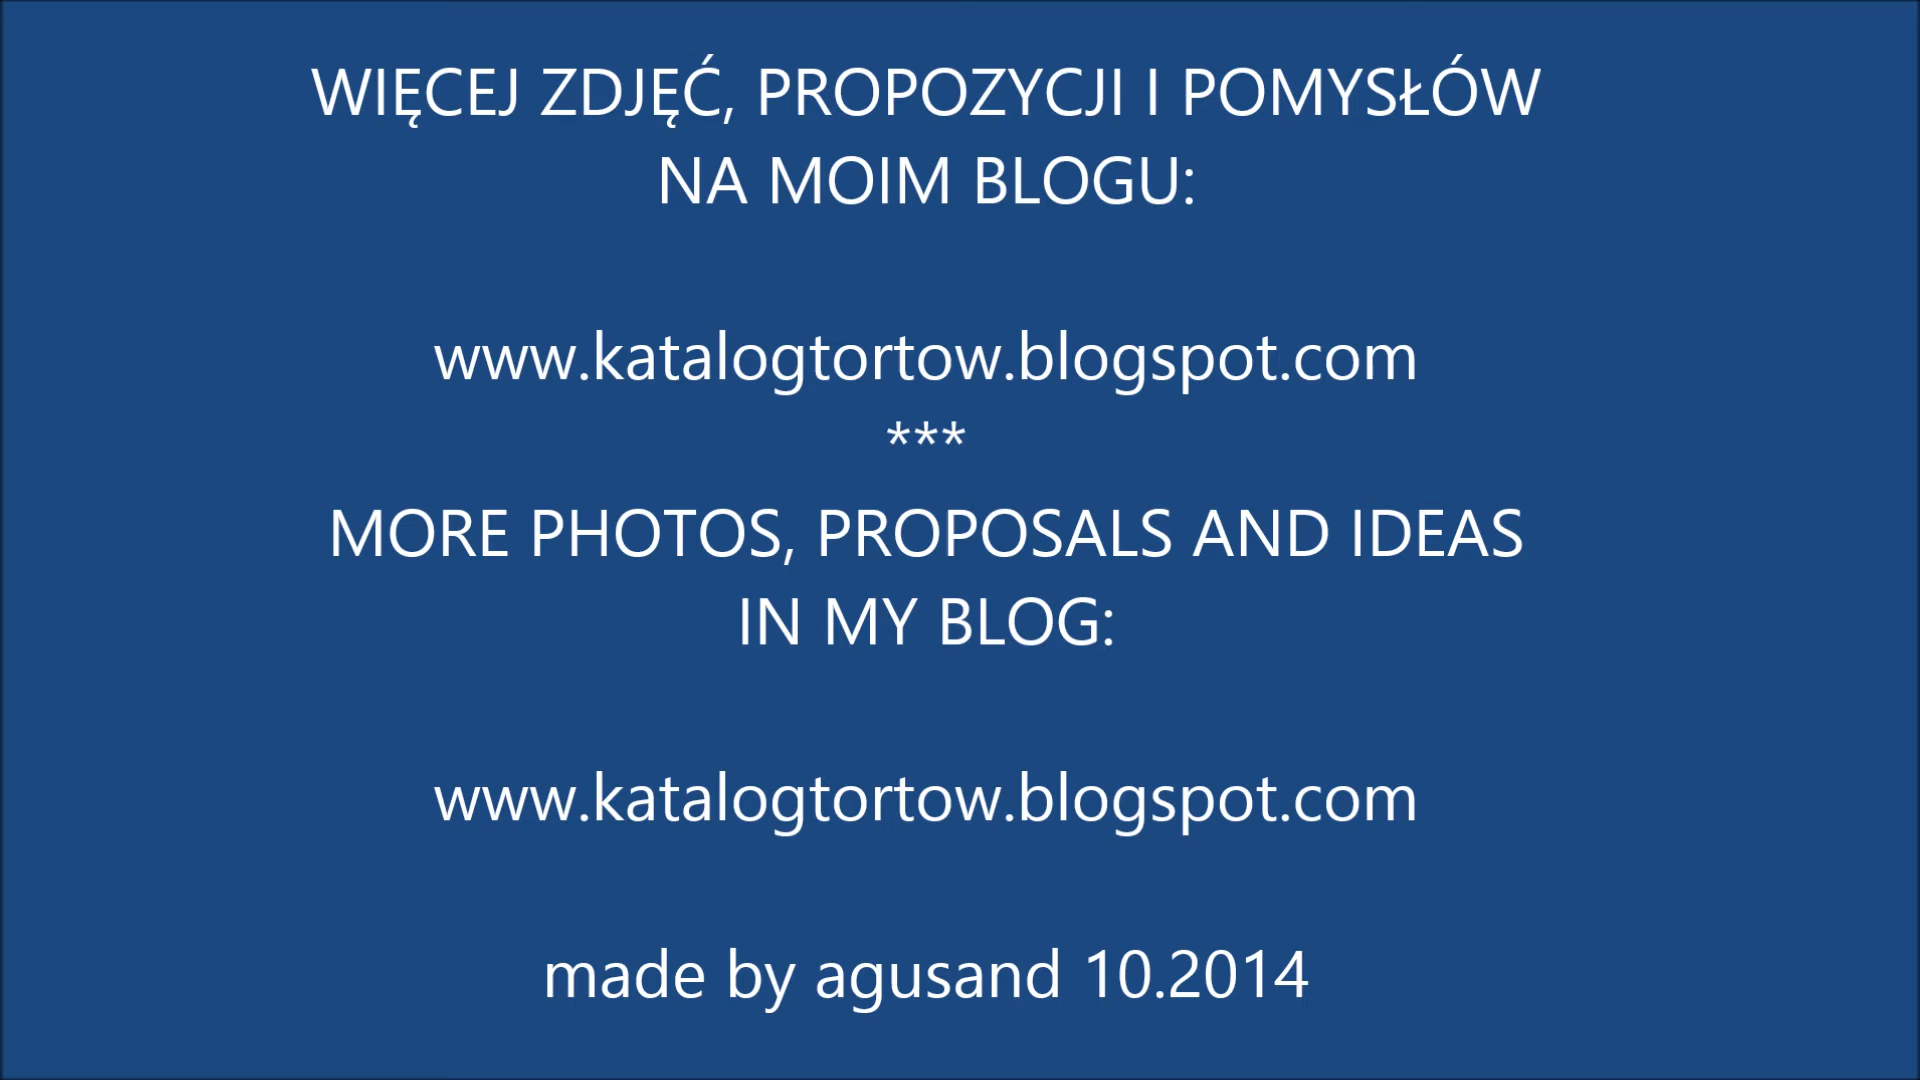 WIĘCEJ ZDJĘĆ, PROPOZYCJI I POMYSŁÓW
NA MOIM BLOGU:
www.katalogtortow.blogspot.com
***
MORE PHOTOS, PROPOSALS AND IDEAS
IN MY BLOG:
www.katalogtortow.blogspot.com
made by agusand 10.2014